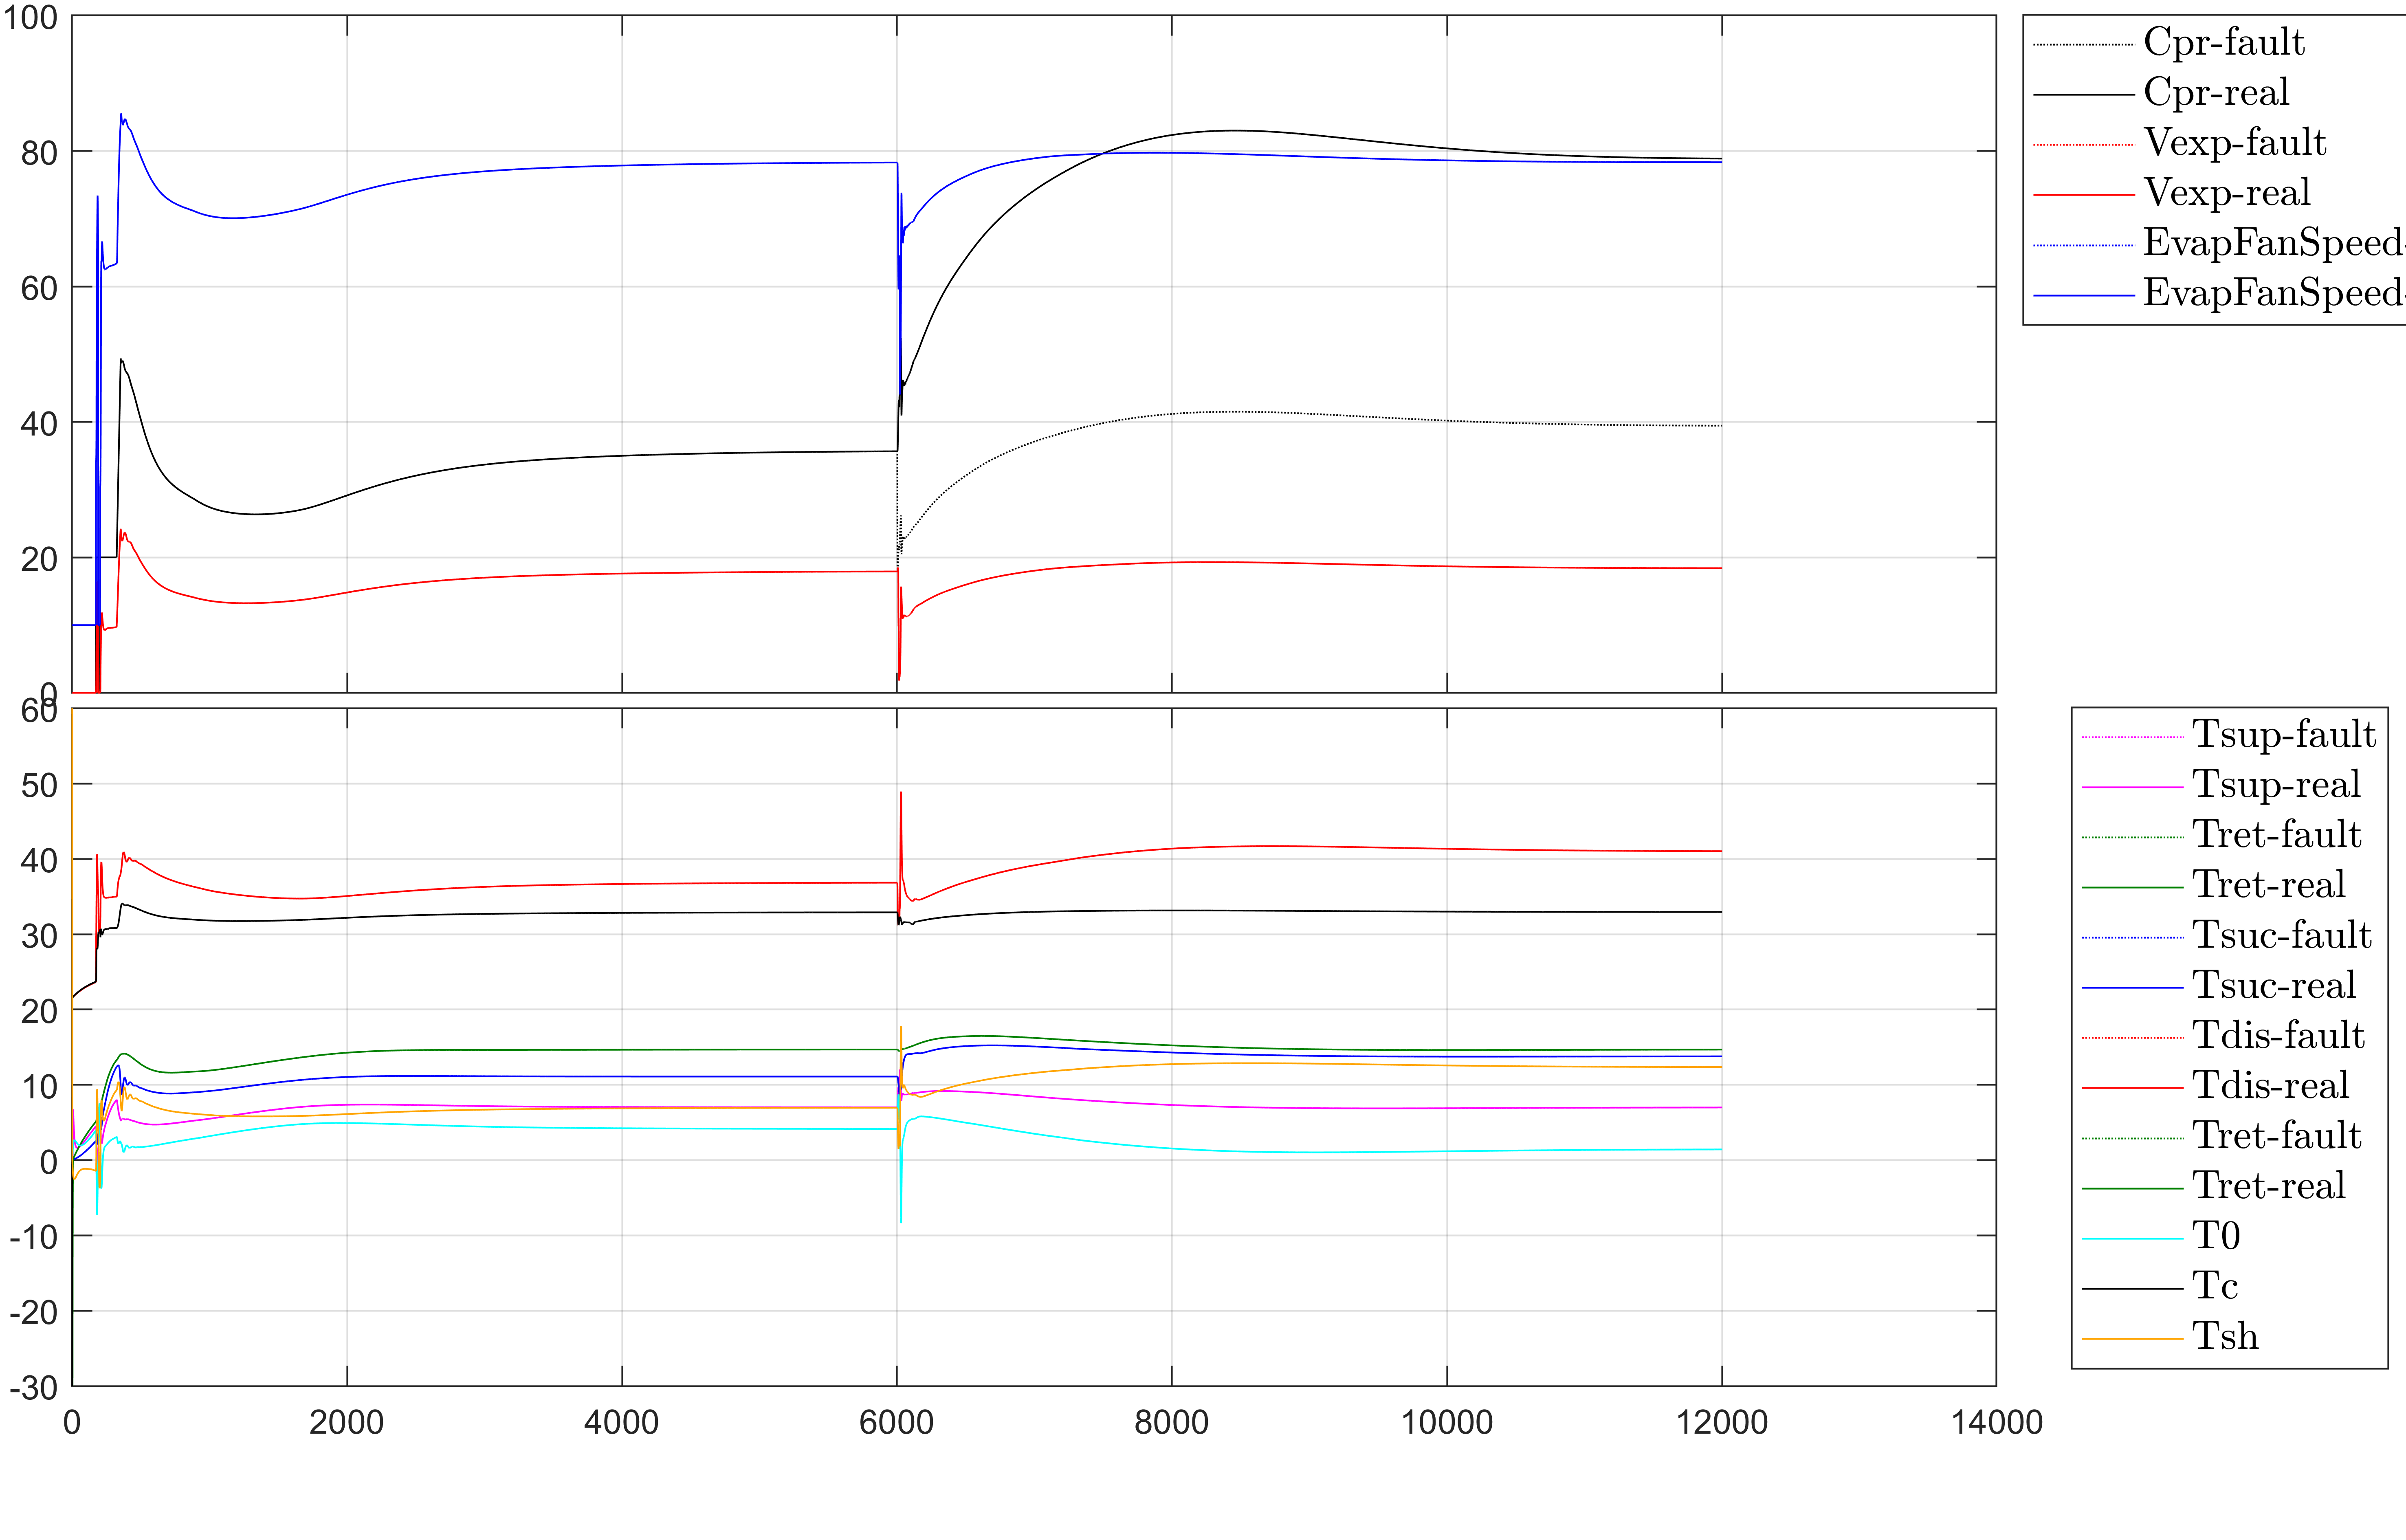 100
80
60
40
20
0
Cpr-fault
Cpr-real
Vexp-fault
Vexp-real
EvapFanSpeed-
EvapFanSpeed-
60
50
40
30
20
10
0
-10
-20
-30
0 2000 4000 6000 8000 10000 12000 14000
Tsup-fault
Tsup-real
Tret-fault
Tret-real
Tsuc-fault
Tsuc-real
Tdis-fault
Tdis-real
Tret-fault
Tret-real
T0
Tc
Tsh